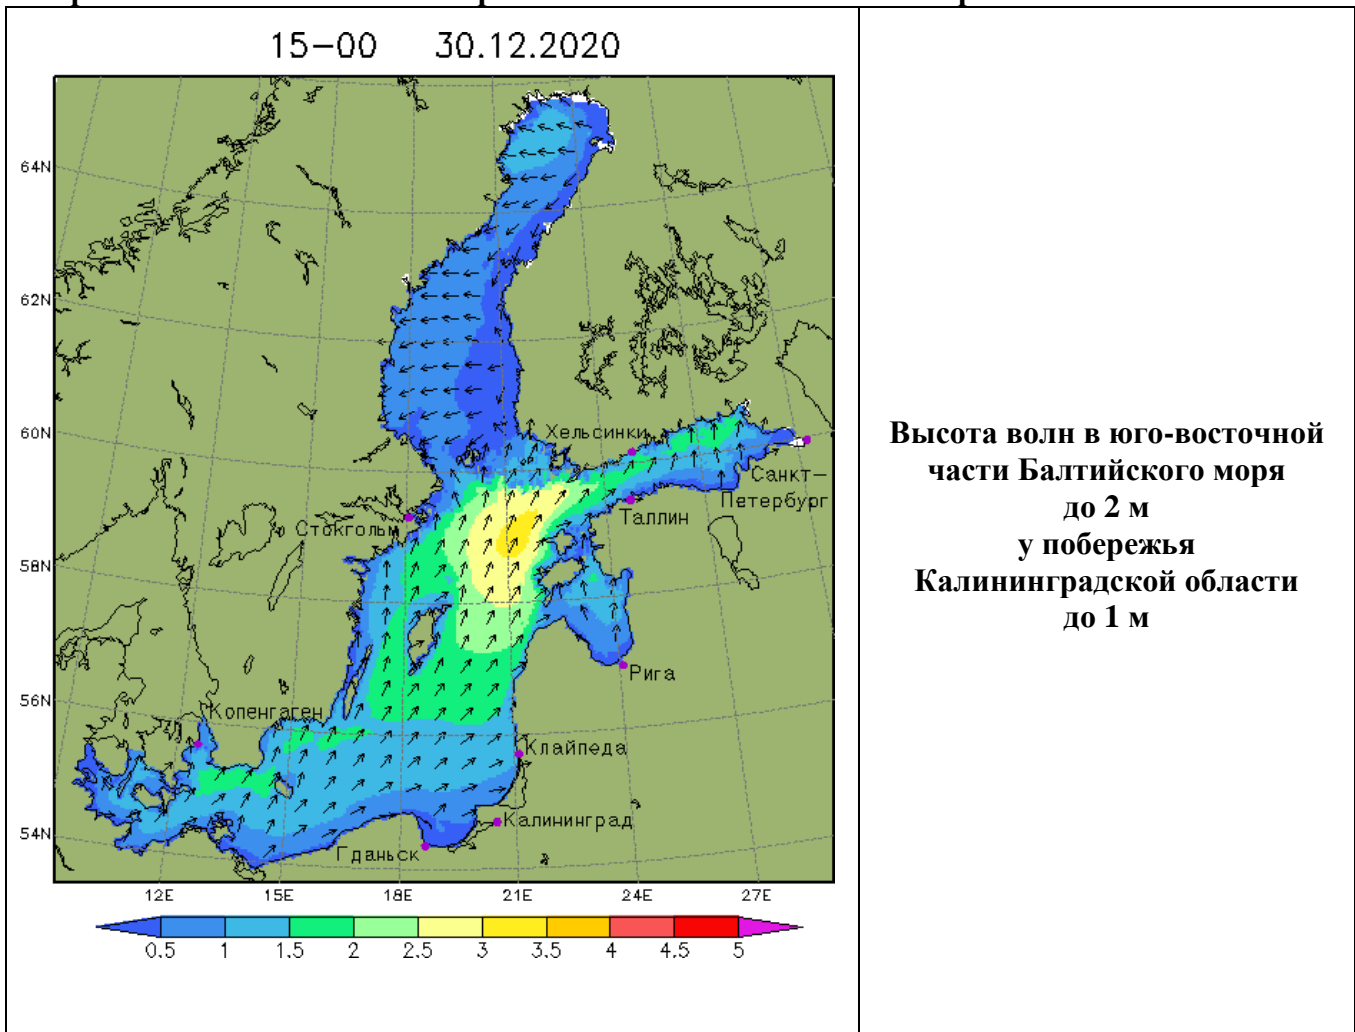 15-00 30.12.2020
64N
62N
60N
58N
56N
54N
Хельсинки
Санкт-
Петербург
Таллин
Стокгольм
Рига
Копенгаген
Клайпеда
Калининград
Гданьск
12E 15E 18E 21E 24E 27E
0.5 1 1.5 2 2.5 3 3.5 4 4.5 5
Высота волн в юго-восточной
части Балтийского моря
до 2 м
у побережья
Калининградской области
до 1 м